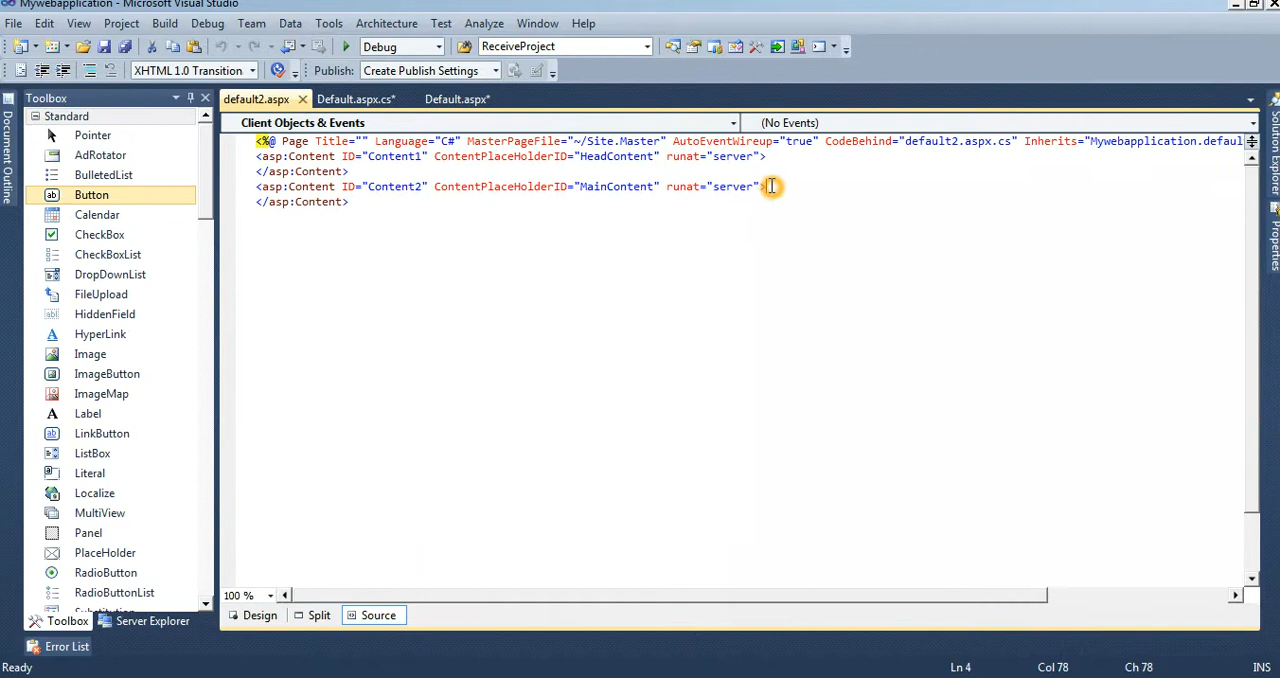 Mywebapplication - Microsoft Visual Studio
File Edit View Project Build Debug Team Data Tools Architecture Test Analyze Window Help
Debug ReceiveProject
XHTML 1.0 Transition Publish: Create Publish Settings
Toolbox
default2.aspx Default.aspx.cs* Default.aspx*
Standard
Client Objects & Events (No Events)
Pointer
AdRotator
BulletedList
Button
Calendar
CheckBox
CheckBoxList
DropDownList
FileUpload
HiddenField
HyperLink
Image
ImageButton
ImageMap
Label
LinkButton
ListBox
Literal
Localize
MultiView
Panel
PlaceHolder
RadioButton
RadioButtonList
<%@ Page Title="" Language="C#" MasterPageFile="~/Site.Master" AutoEventWireup="true" CodeBehind="default2.aspx.cs" Inherits="Mywebapplication.defaul
<asp:Content ID="Content1" ContentPlaceHolderID="HeadContent" runat="server">
</asp:Content>
<asp:Content ID="Content2" ContentPlaceHolderID="MainContent" runat="server">
</asp:Content>
Document Outline
Solution Explorer
Properties
100 %
Design Split Source
Toolbox Server Explorer
Error List
Ready Ln 4 Col 78 Ch 78 INS